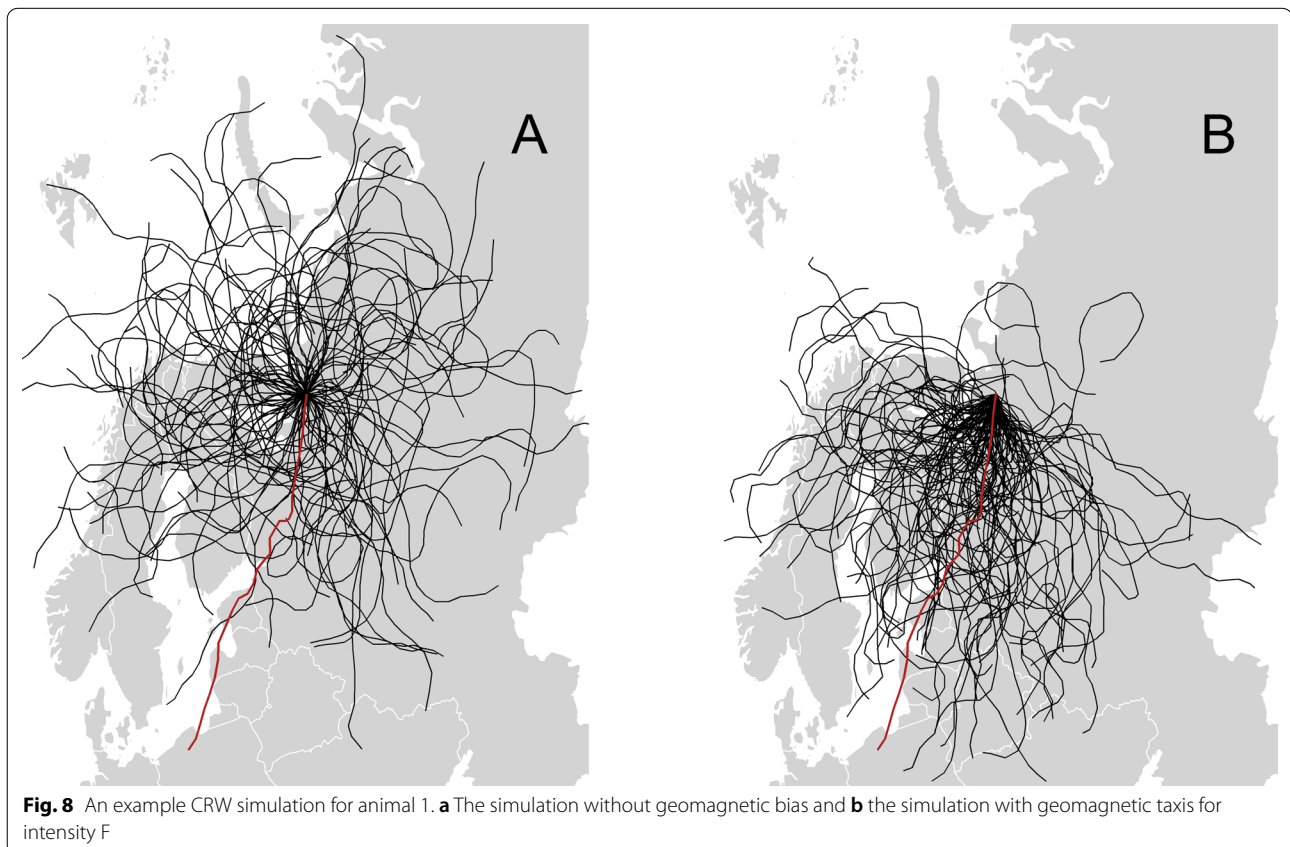 A
B
Fig. 8 An example CRW simulation for animal 1. a The simulation without geomagnetic bias and b the simulation with geomagnetic taxis for
intensity F